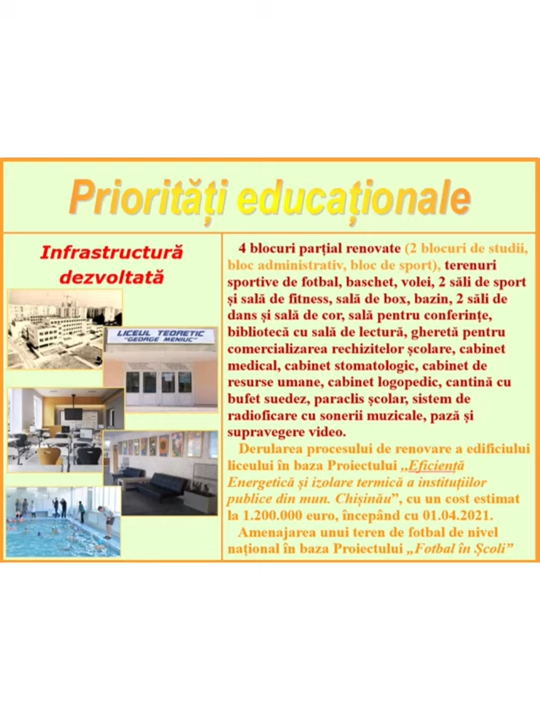 Priorități educaționale
Infrastructură
dezvoltată
LICEUL TEORETIC
"GEORGE MENIUC"
4 blocuri parțial renovate (2 blocuri de studii,
bloc administrativ, bloc de sport), terenuri
sportive de fotbal, baschet, volei, 2 săli de sport
și sală de fitness, sală de box, bazin, 2 săli de
dans și sală de cor, sală pentru conferințe,
bibliotecă cu sală de lectură, gheretă pentru
comercializarea rechizitelor școlare, cabinet
medical, cabinet stomatologic, cabinet de
resurse umane, cabinet logopedic, cantină cu
bufet suedez, paraclis școlar, sistem de
radioficare cu sonerii muzicale, pază și
supravegere video.
Derularea procesului de renovare a edificiului
liceului în baza Proiectului „Eficiență
Energetică și izolare termică a instituțiilor
publice din mun. Chișinău”, cu un cost estimat
la 1.200.000 euro, începând cu 01.04.2021.
Amenajarea unui teren de fotbal de nivel
național în baza Proiectului „Fotbal în Școli”